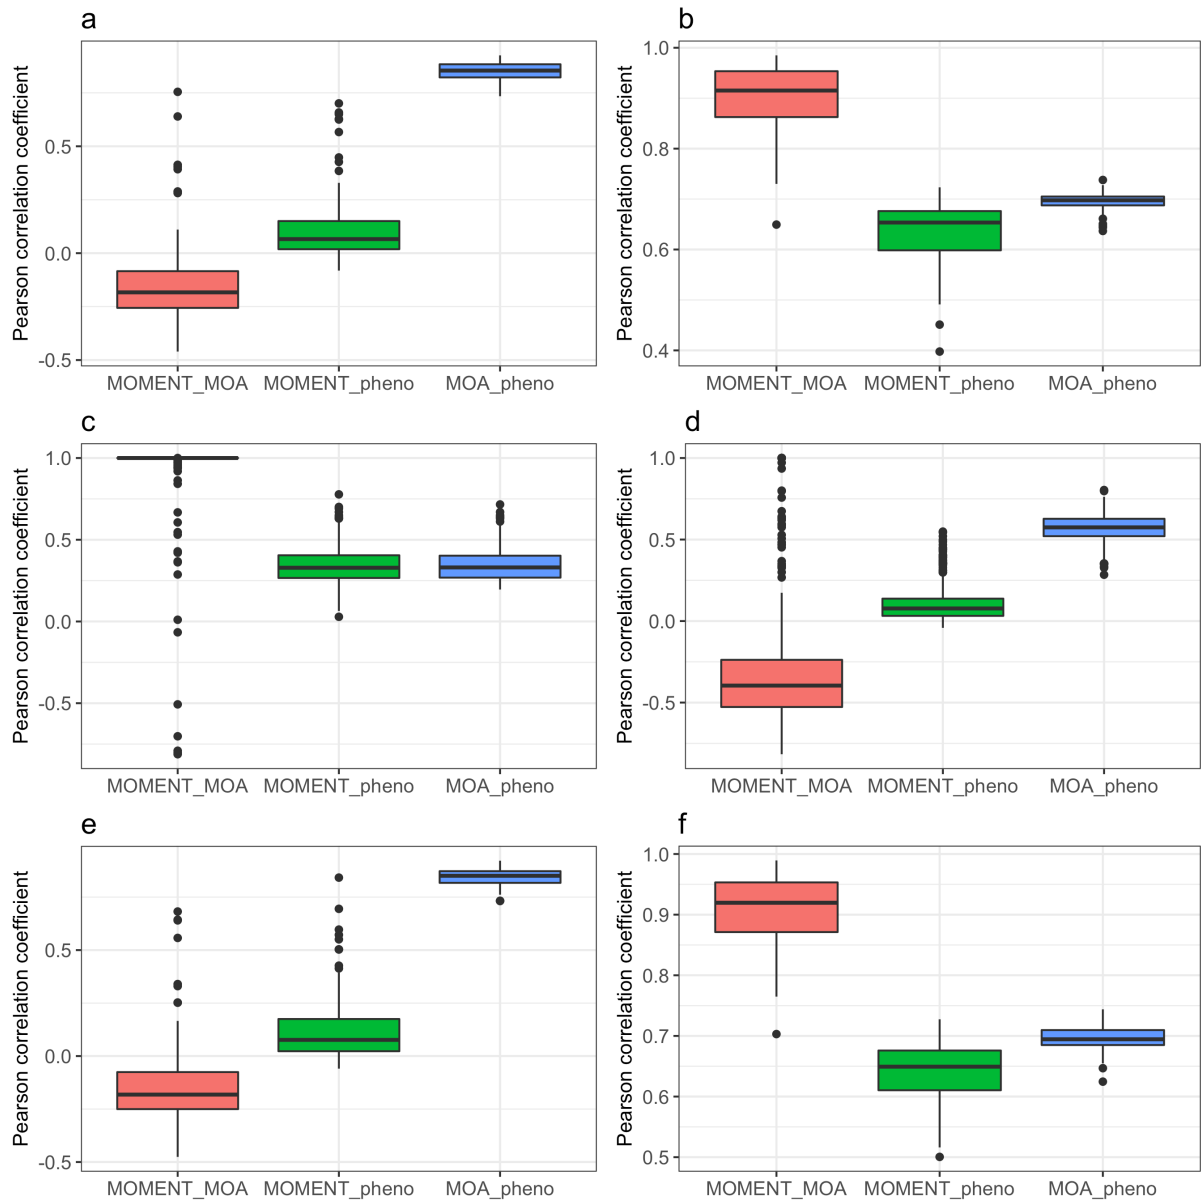 a
Pearson correlation coefficient
0.5
0.0
-0.5
MOMENT_MOA MOMENT_pheno MOA_pheno
b
Pearson correlation coefficient
1.0
0.8
0.6
0.4
MOMENT_MOA MOMENT_pheno MOA_pheno
c
Pearson correlation coefficient
1.0
0.5
0.0
-0.5
MOMENT_MOA MOMENT_pheno MOA_pheno
d
Pearson correlation coefficient
1.0
0.5
0.0
-0.5
MOMENT_MOA MOMENT_pheno MOA_pheno
e
Pearson correlation coefficient
0.5
0.0
-0.5
MOMENT_MOA MOMENT_pheno MOA_pheno
f
Pearson correlation coefficient
1.0
0.9
0.8
0.7
0.6
0.5
MOMENT_MOA MOMENT_pheno MOA_pheno